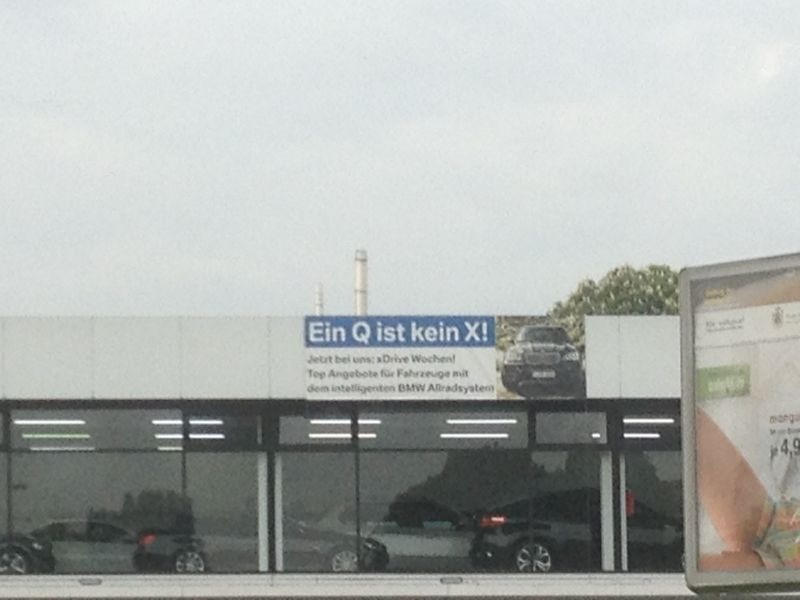 Ein Q ist kein X!
Jetzt bei uns: xDrive Wochen!
Top Angebote für Fahrzeuge mit
dem intelligenten BMW Allradsystem